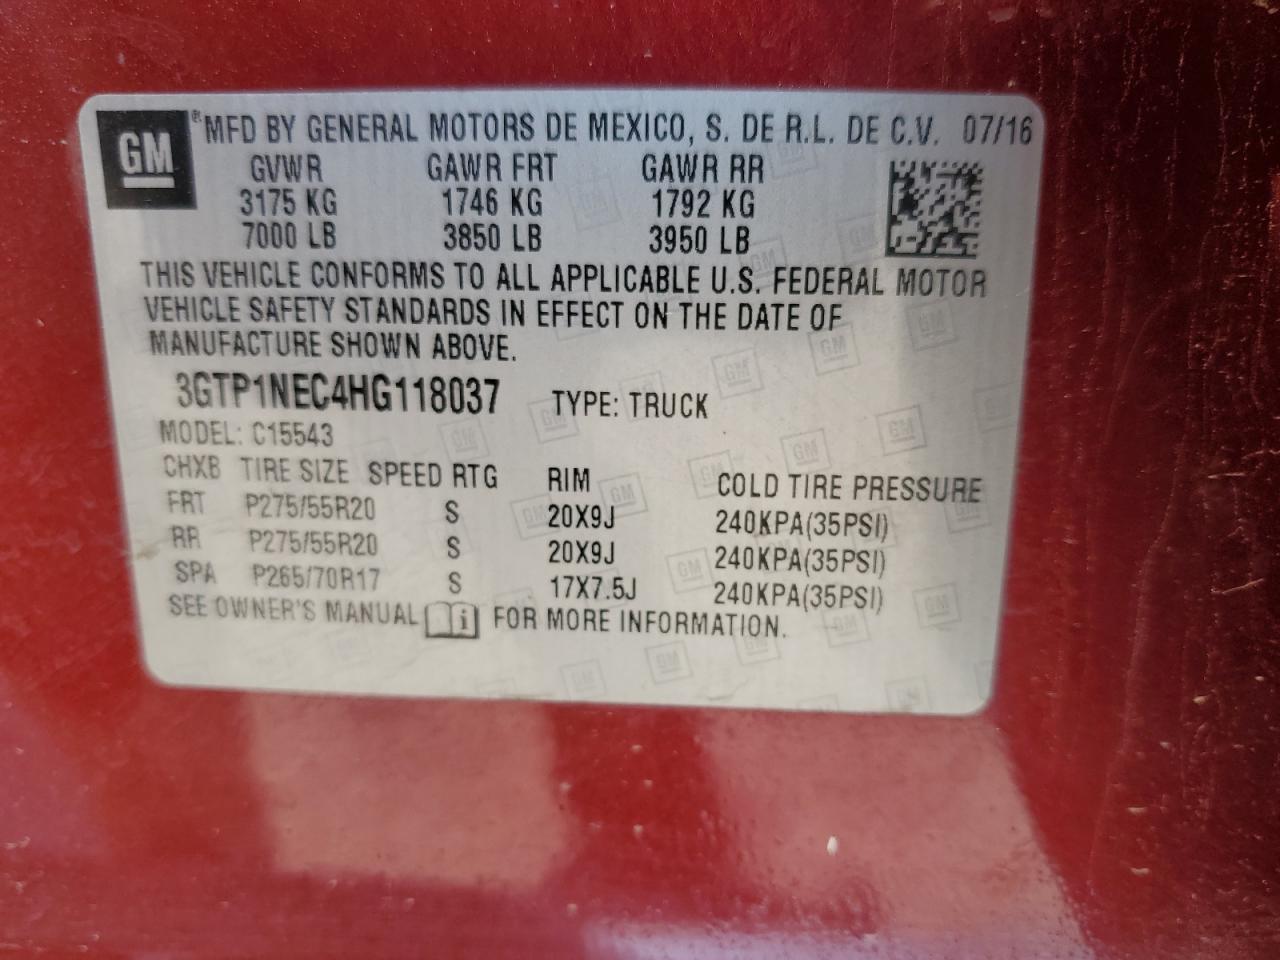 GM ® MFD BY GENERAL MOTORS DE MEXICO, S. DE R.L. DE C.V. 07/16
GVWR GAWR FRT GAWR RR
3175 KG 1746 KG 1792 KG
7000 LB 3850 LB 3950 LB
THIS VEHICLE CONFORMS TO ALL APPLICABLE U.S. FEDERAL MOTOR
VEHICLE SAFETY STANDARDS IN EFFECT ON THE DATE OF
MANUFACTURE SHOWN ABOVE.
3GTP1NEC4HG118037 TYPE: TRUCK
MODEL: C15543
CHXB TIRE SIZE SPEED RTG RIM COLD TIRE PRESSURE
FRT P275/55R20 S 20X9J 240KPA(35PSI)
RR P275/55R20 S 20X9J 240KPA(35PSI)
SPA P265/70R17 S 17X7.5J 240KPA(35PSI)
SEE OWNER'S MANUAL i FOR MORE INFORMATION.